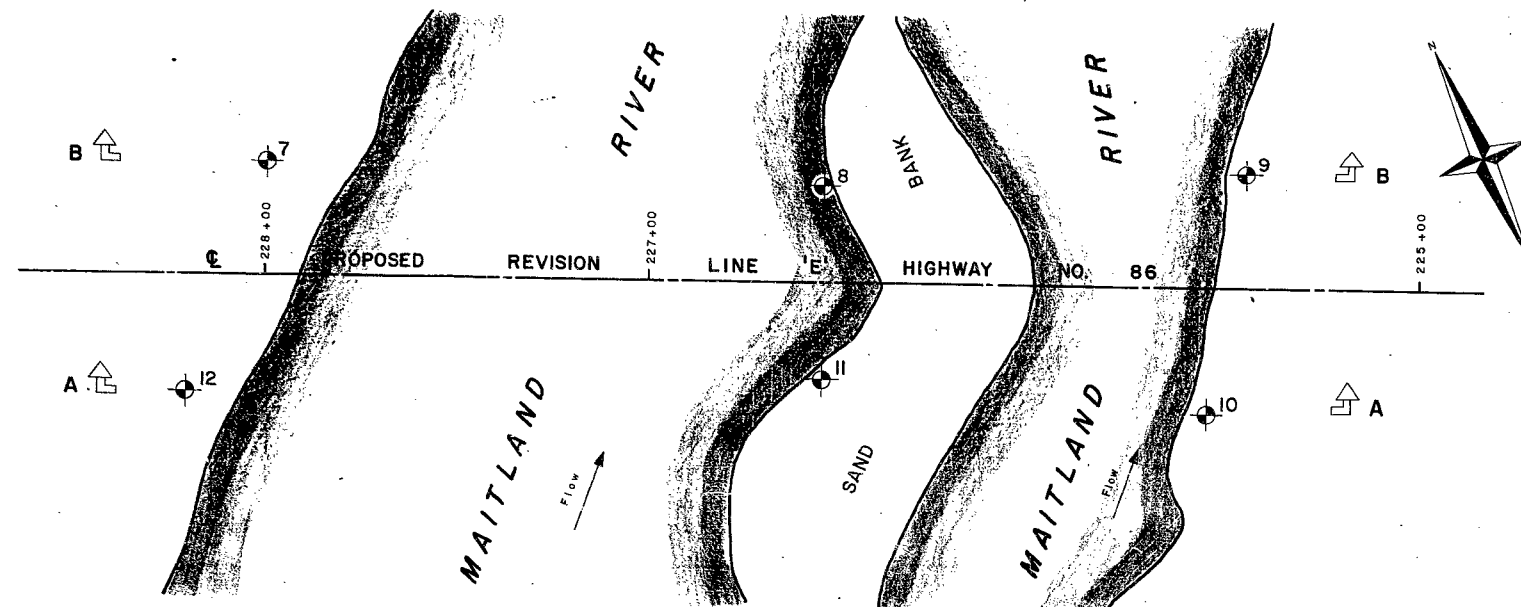 N
B
7
8
9
B
RIVER
BANK
RIVER
228+00
227+00
225+00
℄ PROPOSED REVISION LINE 'E' HIGHWAY NO. 86
A
12
11
10
A
MAITLAND
Flow
SAND
MAITLAND
Flow